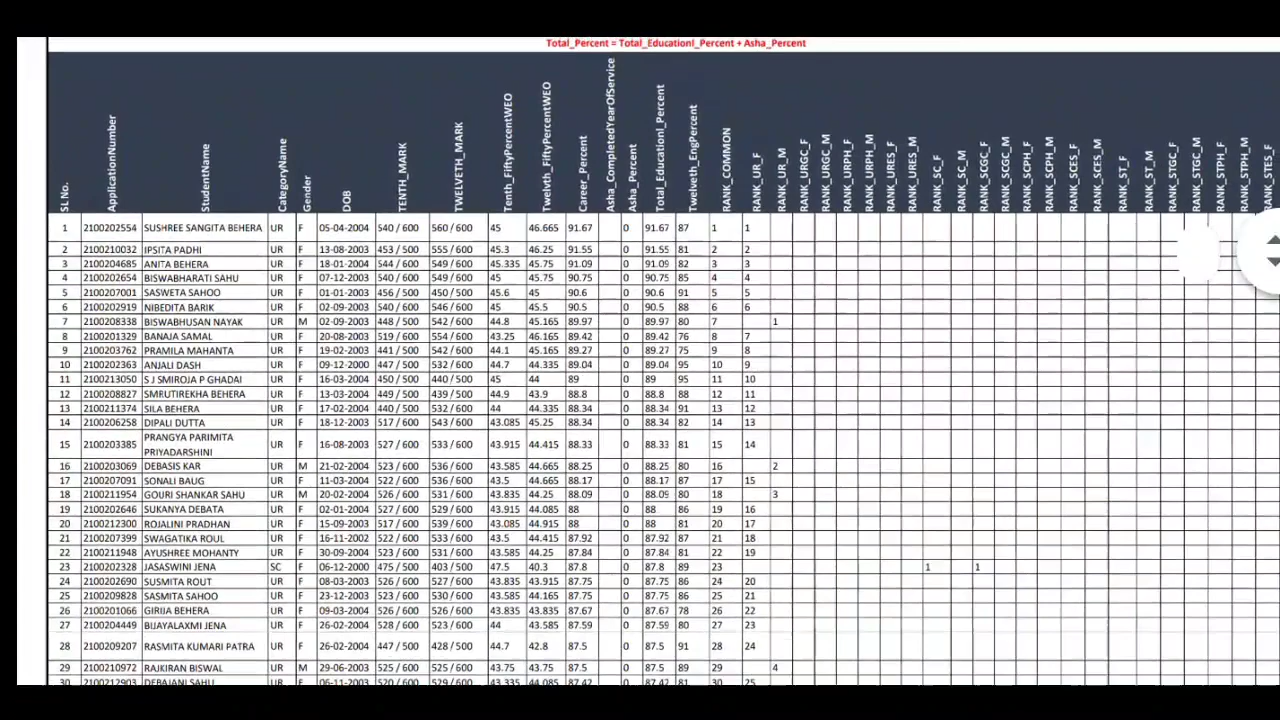 Total_Percent = Total_Educationl_Percent + Asha_Percent
Sl.No. ApplicationNumber StudentName CategoryName Gender DOB TENTH_MARK TWELVETH_MARK Tenth_FiftyPercentWEO Twelvth_FiftyPercentWEO Career_Percent Asha_CompletedYearOfService Asha_Percent Total_Educationl_Percent Twelveth_EngPercent RANK_COMMON RANK_UR_F RANK_UR_M RANK_URGC_F RANK_URGC_M RANK_URPH_F RANK_URPH_M RANK_URES_F RANK_URES_M RANK_SC_F RANK_SC_M RANK_SCGC_F RANK_SCGC_M RANK_SCPH_F RANK_SCPH_M RANK_SCES_F RANK_SCES_M RANK_ST_F RANK_ST_M RANK_STGC_F RANK_STGC_M RANK_STPH_F RANK_STPH_M RANK_STES_F
1 2100202554 SUSHREE SANGITA BEHERA UR F 05-04-2004 540 / 600 560 / 600 45 46.665 91.67 0 91.67 87 1 1
2 2100210032 IPSITA PADHI UR F 13-08-2003 453 / 500 555 / 600 45.3 46.25 91.55 0 91.55 81 2 2
3 2100204685 ANITA BEHERA UR F 18-01-2004 544 / 600 549 / 600 45.335 45.75 91.09 0 91.09 82 3 3
4 2100202654 BISWABHARATI SAHU UR F 07-12-2003 540 / 600 549 / 600 45 45.75 90.75 0 90.75 85 4 4
5 2100207001 SASWETA SAHOO UR F 01-01-2003 456 / 500 450 / 500 45.6 45 90.6 0 90.6 91 5 5
6 2100202919 NIBEDITA BARIK UR F 02-09-2003 540 / 600 546 / 600 45 45.5 90.5 0 90.5 88 6 6
7 2100208338 BISWABHUSAN NAYAK UR M 02-09-2003 448 / 500 542 / 600 44.8 45.165 89.97 0 89.97 80 7 1
8 2100201329 BANAJA SAMAL UR F 20-08-2003 519 / 600 554 / 600 43.25 46.165 89.42 0 89.42 76 8 7
9 2100203762 PRAMILA MAHANTA UR F 19-02-2003 441 / 500 542 / 600 44.1 45.165 89.27 0 89.27 75 9 8
10 2100202363 ANJALI DASH UR F 09-12-2000 447 / 500 532 / 600 44.7 44.335 89.04 0 89.04 95 10 9
11 2100213050 S J SMIROJA P GHADAI UR F 16-03-2004 450 / 500 440 / 500 45 44 89 0 89 95 11 10
12 2100208827 SMRUTIREKHA BEHERA UR F 13-03-2004 449 / 500 439 / 500 44.9 43.9 88.8 0 88.8 88 12 11
13 2100211374 SILA BEHERA UR F 17-02-2004 440 / 500 532 / 600 44 44.335 88.34 0 88.34 91 13 12
14 2100206258 DIPALI DUTTA UR F 18-12-2003 517 / 600 543 / 600 43.085 45.25 88.34 0 88.34 82 14 13
15 2100203385 PRANGYA PARIMITA PRIYADARSHINI UR F 16-08-2003 527 / 600 533 / 600 43.915 44.415 88.33 0 88.33 81 15 14
16 2100203069 DEBASIS KAR UR M 21-02-2004 523 / 600 536 / 600 43.585 44.665 88.25 0 88.25 80 16 2
17 2100207091 SONALI BAUG UR F 11-03-2004 522 / 600 536 / 600 43.5 44.665 88.17 0 88.17 87 17 15
18 2100211954 GOURI SHANKAR SAHU UR M 20-02-2004 526 / 600 531 / 600 43.835 44.25 88.09 0 88.09 80 18 3
19 2100202646 SUKANYA DEBATA UR F 02-01-2004 527 / 600 529 / 600 43.915 44.085 88 0 88 86 19 16
20 2100212300 ROJALINI PRADHAN UR F 15-09-2003 517 / 600 539 / 600 43.085 44.915 88 0 88 81 20 17
21 2100207399 SWAGATIKA ROUL UR F 16-11-2002 522 / 600 533 / 600 43.5 44.415 87.92 0 87.92 87 21 18
22 2100211948 AYUSHREE MOHANTY UR F 30-09-2004 523 / 600 531 / 600 43.585 44.25 87.84 0 87.84 81 22 19
23 2100202328 JASASWINI JENA SC F 06-12-2000 475 / 500 403 / 500 47.5 40.3 87.8 0 87.8 89 23 1 1
24 2100202690 SUSMITA ROUT UR F 08-03-2003 526 / 600 527 / 600 43.835 43.915 87.75 0 87.75 86 24 20
25 2100209828 SASMITA SAHOO UR F 23-12-2003 523 / 600 530 / 600 43.585 44.165 87.75 0 87.75 86 25 21
26 2100201066 GIRIJA BEHERA UR F 09-03-2004 526 / 600 526 / 600 43.835 43.835 87.67 0 87.67 78 26 22
27 2100204449 BIJAYALAXMI JENA UR F 26-02-2004 528 / 600 523 / 600 44 43.585 87.59 0 87.59 80 27 23
28 2100209207 RASMITA KUMARI PATRA UR F 26-02-2004 447 / 500 428 / 500 44.7 42.8 87.5 0 87.5 91 28 24
29 2100210972 RAJKIRAN BISWAL UR M 29-06-2003 525 / 600 525 / 600 43.75 43.75 87.5 0 87.5 89 29 4
30 2100212903 DEBAJANI SAHU UR F 06-11-2003 520 / 600 529 / 600 43.335 44.085 87.42 0 87.42 81 30 25